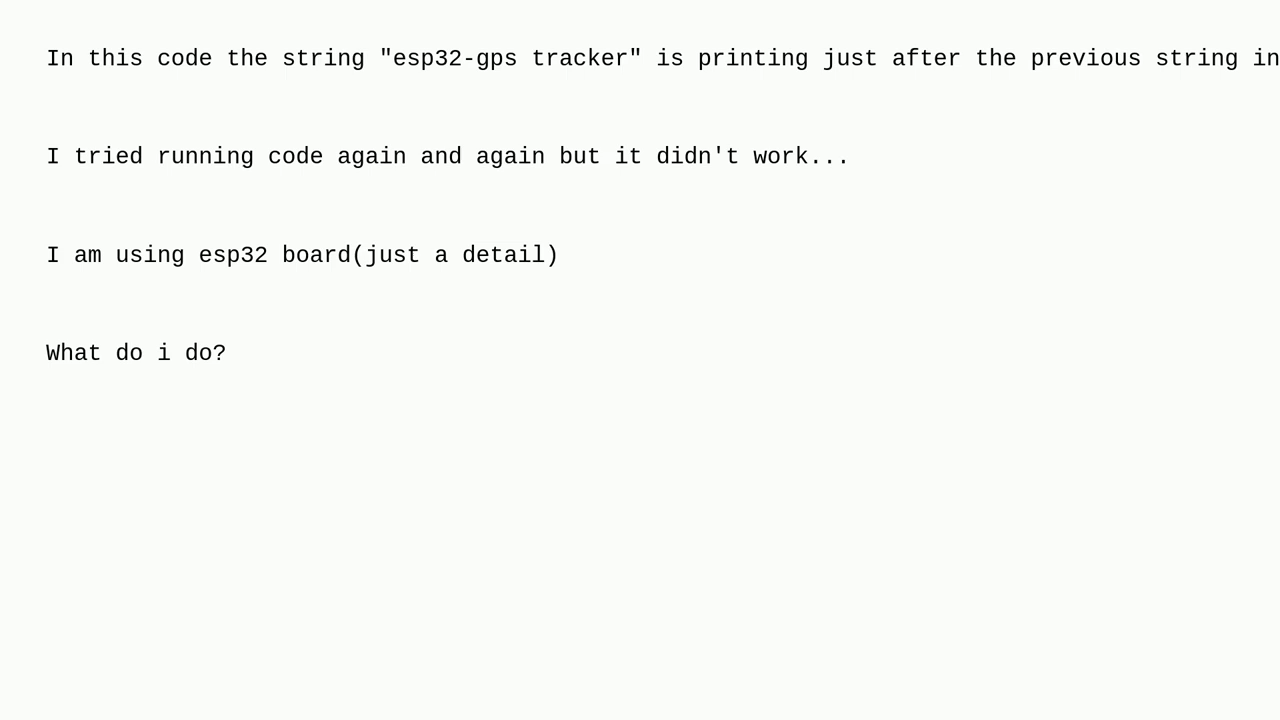 In this code the string "esp32-gps tracker" is printing just after the previous string in
I tried running code again and again but it didn't work...
I am using esp32 board(just a detail)
What do i do?